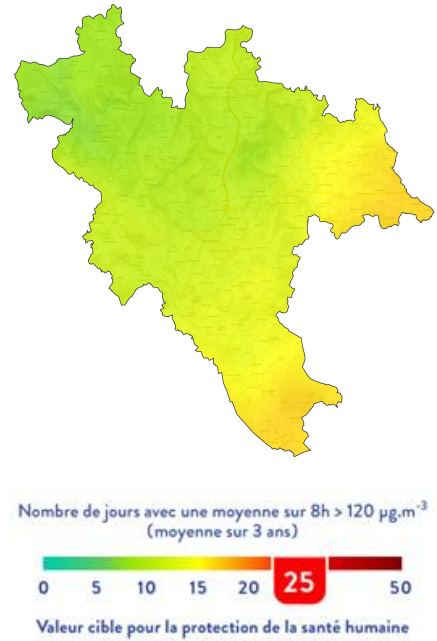 Nombre de jours avec une moyenne sur 8h > 120 µg.m⁻³
(moyenne sur 3 ans)
0 5 10 15 20 25 50
Valeur cible pour la protection de la santé humaine